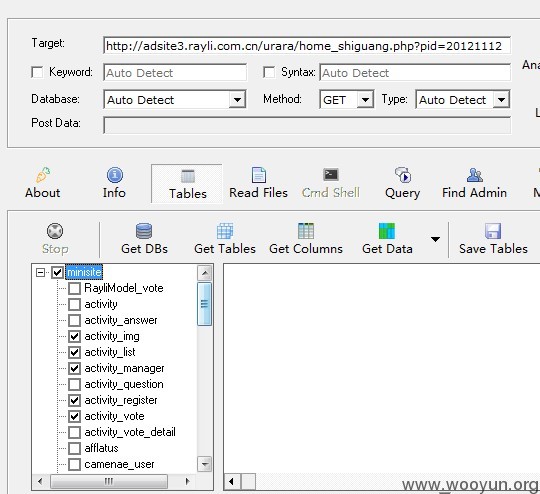 Target: http://adsite3.rayli.com.cn/urara/home_shiguang.php?pid=20121112
Keyword: Auto Detect Syntax: Auto Detect
Database: Auto Detect Method: GET Type: Auto Detect
Post Data:
About Info Tables Read Files Cmd Shell Query Find Admin
Stop Get DBs Get Tables Get Columns Get Data Save Tables
minisite
RayliModel_vote
activity
activity_answer
activity_img
activity_list
activity_manager
activity_question
activity_register
activity_vote
activity_vote_detail
afflatus
camenae_user
www.wooyun.org